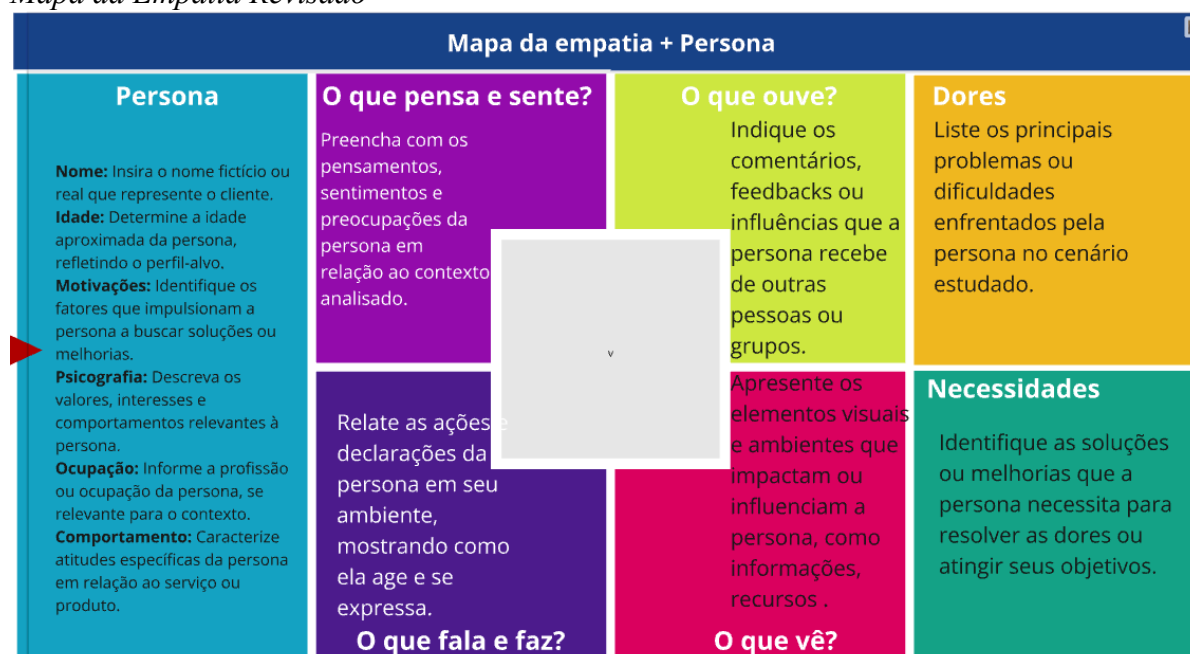 Mapa da Empatia Revisado
Mapa da empatia + Persona
Persona
Nome: Insira o nome fictício ou
real que represente o cliente.
Idade: Determine a idade
aproximada da persona,
refletindo o perfil-alvo.
Motivações: Identifique os
fatores que impulsionam a
persona a buscar soluções ou
melhorias.
Psicografia: Descreva os
valores, interesses e
comportamentos relevantes à
persona.
Ocupação: Informe a profissão
ou ocupação da persona, se
relevante para o contexto.
Comportamento: Caracterize
atitudes específicas da persona
em relação ao serviço ou
produto.
O que pensa e sente?
Preencha com os
pensamentos,
sentimentos e
preocupações da
persona em
relação ao contexto
analisado.
O que ouve?
Indique os
comentários,
feedbacks ou
influências que a
persona recebe
de outras
pessoas ou
grupos.
Dores
Liste os principais
problemas ou
dificuldades
enfrentados pela
persona no cenário
estudado.
v
Relate as ações e
declarações da
persona em seu
ambiente,
mostrando como
ela age e se
expressa.
O que fala e faz?
Apresente os
elementos visuais
e ambientes que
impactam ou
influenciam a
persona, como
informações,
recursos .
O que vê?
Necessidades
Identifique as soluções
ou melhorias que a
persona necessita para
resolver as dores ou
atingir seus objetivos.